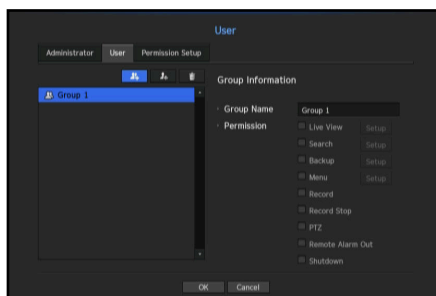 User
Administrator User Permission Setup
Group 1
Group Information
Group Name Group 1
Permission Live View Setup
Search Setup
Backup Setup
Menu Setup
Record
Record Stop
PTZ
Remote Alarm Out
Shutdown
OK Cancel